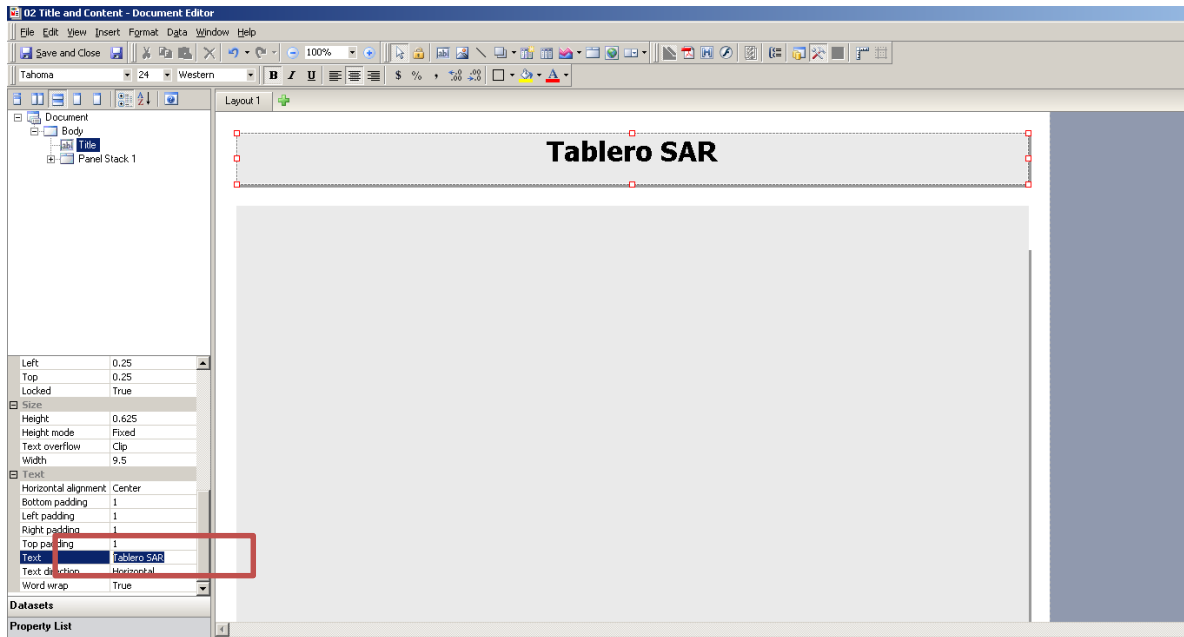 02 Title and Content - Document Editor
File Edit View Insert Format Data Window Help
Save and Close 100%
Tahoma 24 Western B I U $ % , A
Layout 1
Document
Body
Title
Panel Stack 1
Tablero SAR
Left 0.25
Top 0.25
Locked True
Size
Height 0.625
Height mode Fixed
Text overflow Clip
Width 9.5
Text
Horizontal alignment Center
Bottom padding 1
Left padding 1
Right padding 1
Top padding 1
Text Tablero SAR
Text direction Horizontal
Word wrap True
Datasets
Property List